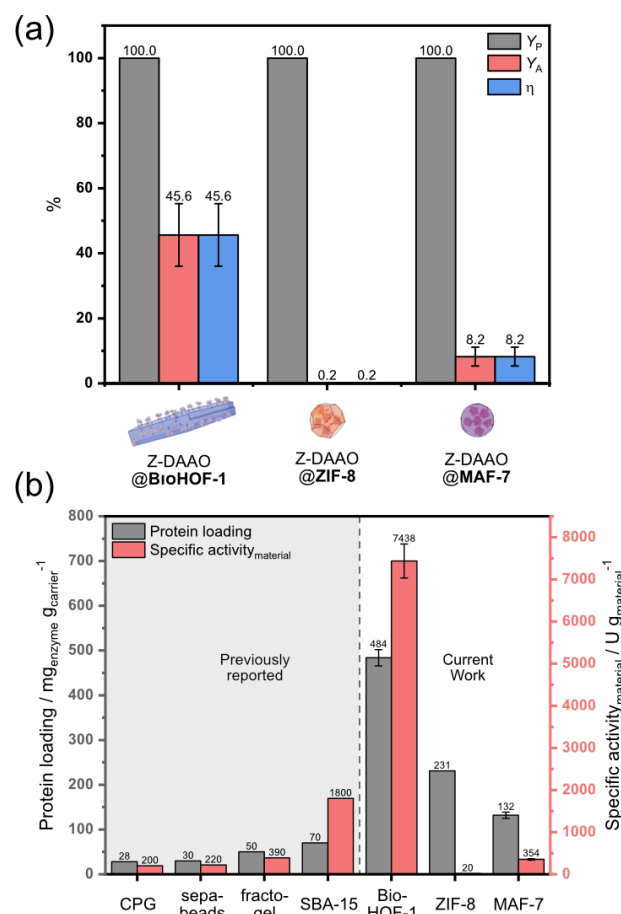 (a)
100.0
100.0
100.0
Y_P
Y_A
η
100
80
60
40
20
0
%
45.6
45.6
0.2
0.2
8.2
8.2
Z-DAAO
@BIOHOF-1
Z-DAAO
@ZIF-8
Z-DAAO
@MAF-7
(b)
800
700
600
500
400
300
200
100
0
Protein loading / mg_enzyme g_carrier^-1
Protein loading
Specific activity_material
Previously
reported
Current
Work
28
200
30
220
50
390
70
1800
484
7438
231
20
132
354
8000
7000
6000
5000
4000
3000
2000
1000
0
Specific activity_material / U g_material^-1
CPG
sepa-
beads
fracto-
gel
SBA-15
Bio-
HOF-1
ZIF-8
MAF-7